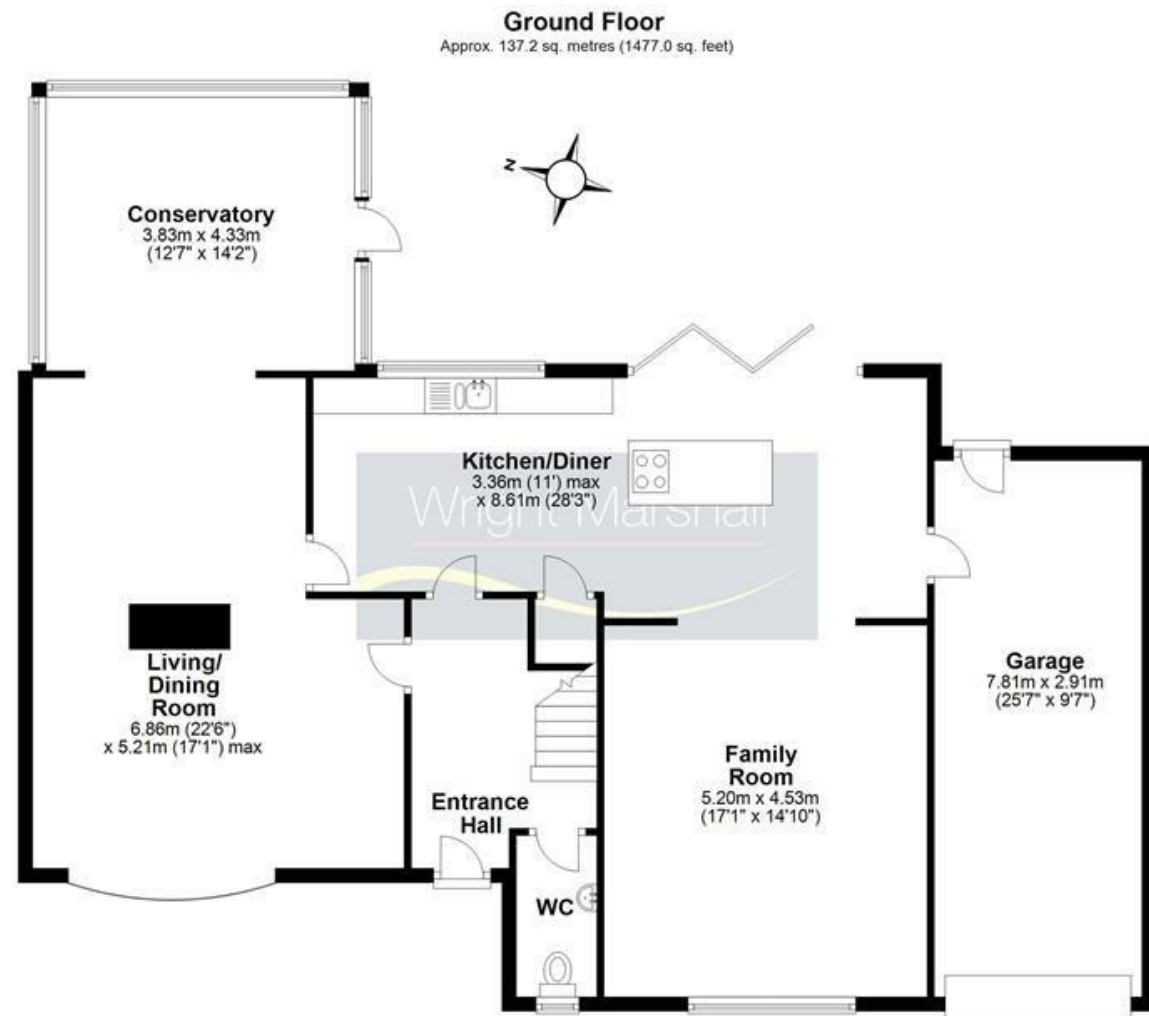 Ground Floor
Approx. 137.2 sq. metres (1477.0 sq. feet)
N
Conservatory
3.83m x 4.33m
(12'7" x 14'2")
Kitchen/Diner
3.36m (11') max
x 8.61m (28'3")
Wright Marshall
Living/
Dining
Room
6.86m (22'6")
x 5.21m (17'1") max
Garage
7.81m x 2.91m
(25'7" x 9'7")
Family
Room
5.20m x 4.53m
(17'1" x 14'10")
Entrance
Hall
WC